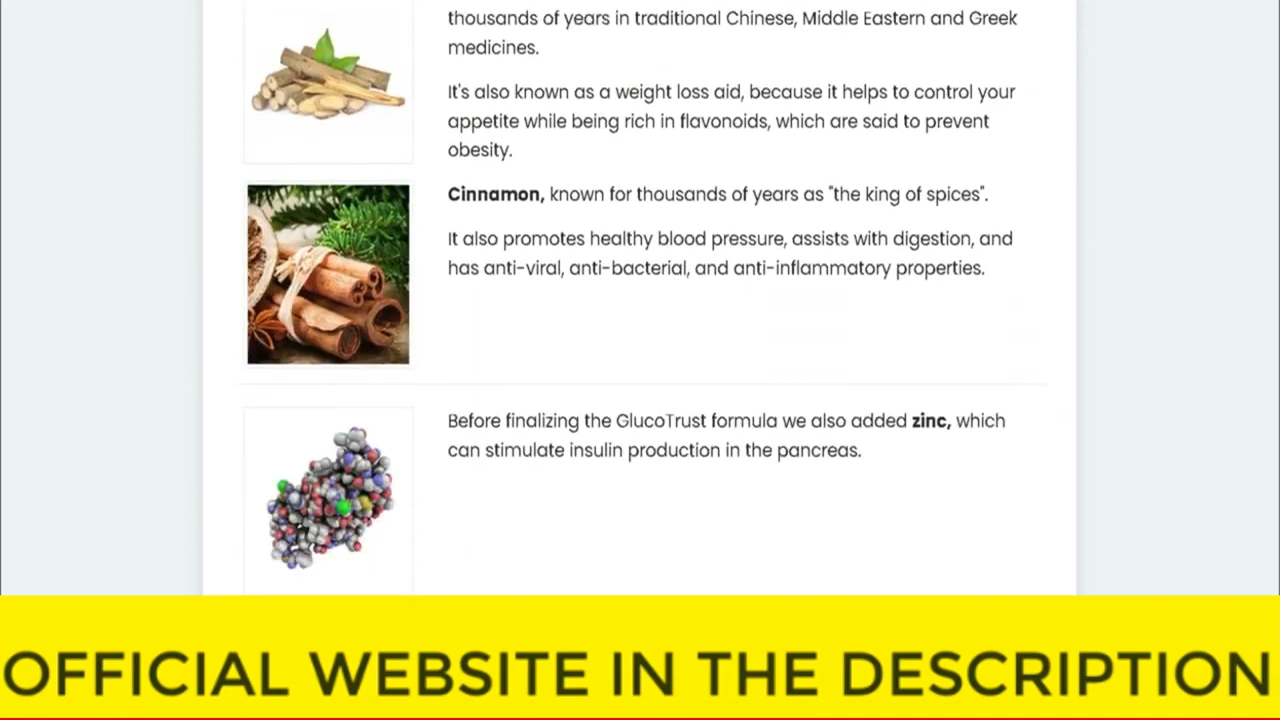 thousands of years in traditional Chinese, Middle Eastern and Greek
medicines.
It's also known as a weight loss aid, because it helps to control your
appetite while being rich in flavonoids, which are said to prevent
obesity.
Cinnamon, known for thousands of years as "the king of spices".
It also promotes healthy blood pressure, assists with digestion, and
has anti-viral, anti-bacterial, and anti-inflammatory properties.
Before finalizing the GlucoTrust formula we also added zinc, which
can stimulate insulin production in the pancreas.
OFFICIAL WEBSITE IN THE DESCRIPTION